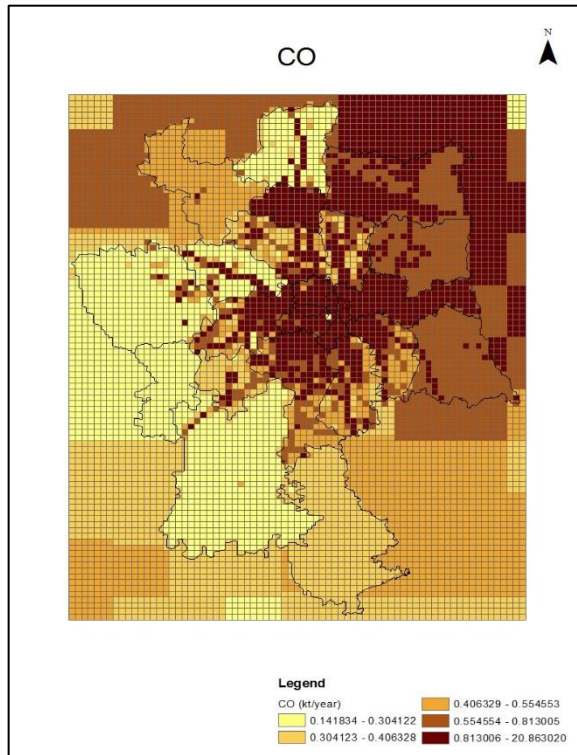 CO
N
Legend
CO (kt/year)
0.141834 - 0.304122
0.304123 - 0.406328
0.406329 - 0.554553
0.554554 - 0.813005
0.813006 - 20.863020